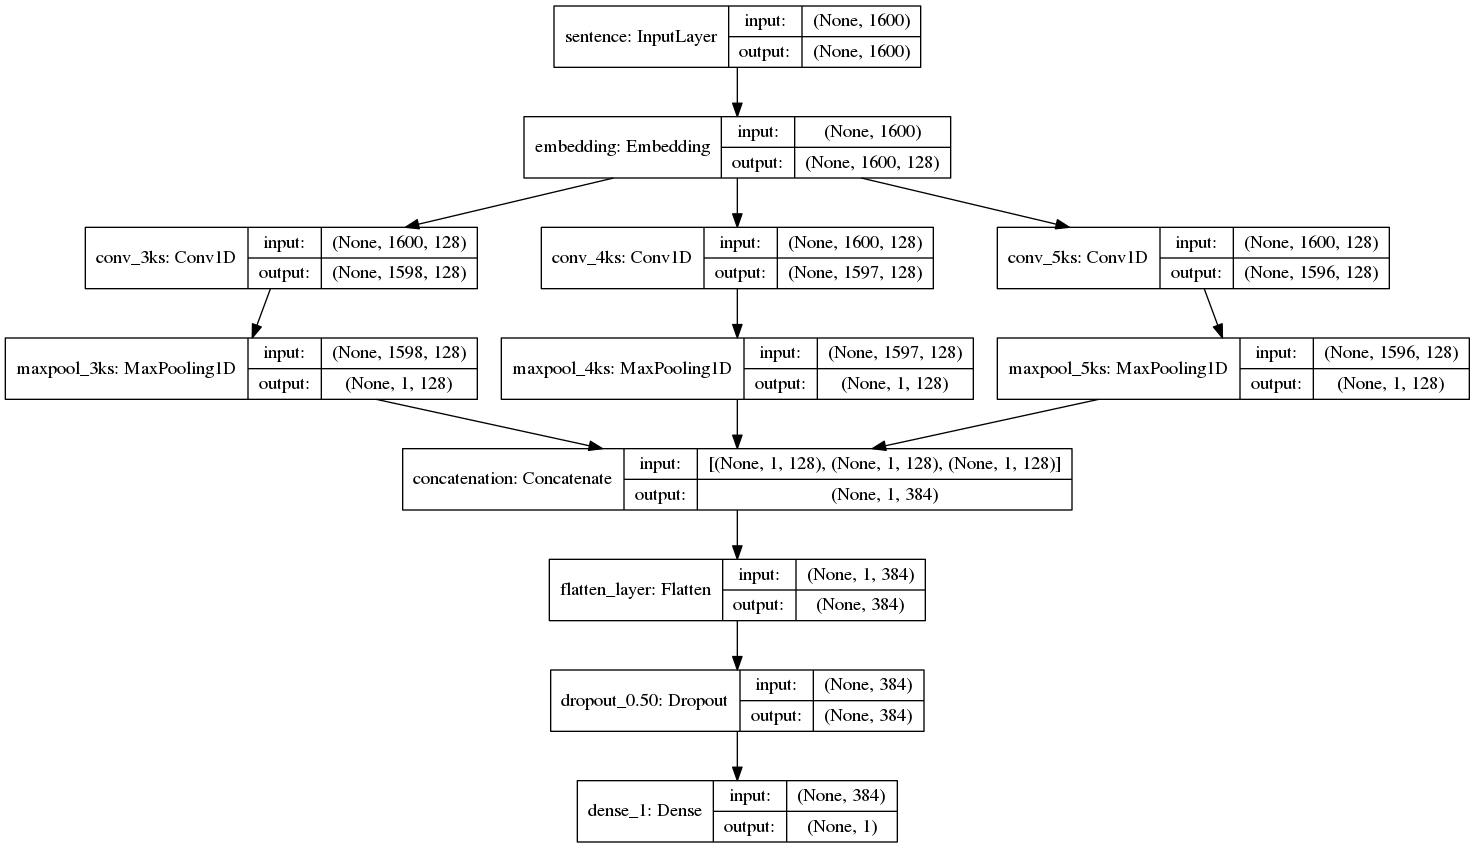 sentence: InputLayer
input: (None, 1600)
output: (None, 1600)
embedding: Embedding
input: (None, 1600)
output: (None, 1600, 128)
conv_3ks: Conv1D
input: (None, 1600, 128)
output: (None, 1598, 128)
conv_4ks: Conv1D
input: (None, 1600, 128)
output: (None, 1597, 128)
conv_5ks: Conv1D
input: (None, 1600, 128)
output: (None, 1596, 128)
maxpool_3ks: MaxPooling1D
input: (None, 1598, 128)
output: (None, 1, 128)
maxpool_4ks: MaxPooling1D
input: (None, 1597, 128)
output: (None, 1, 128)
maxpool_5ks: MaxPooling1D
input: (None, 1596, 128)
output: (None, 1, 128)
concatenation: Concatenate
input: [(None, 1, 128), (None, 1, 128), (None, 1, 128)]
output: (None, 1, 384)
flatten_layer: Flatten
input: (None, 1, 384)
output: (None, 384)
dropout_0.50: Dropout
input: (None, 384)
output: (None, 384)
dense_1: Dense
input: (None, 384)
output: (None, 1)